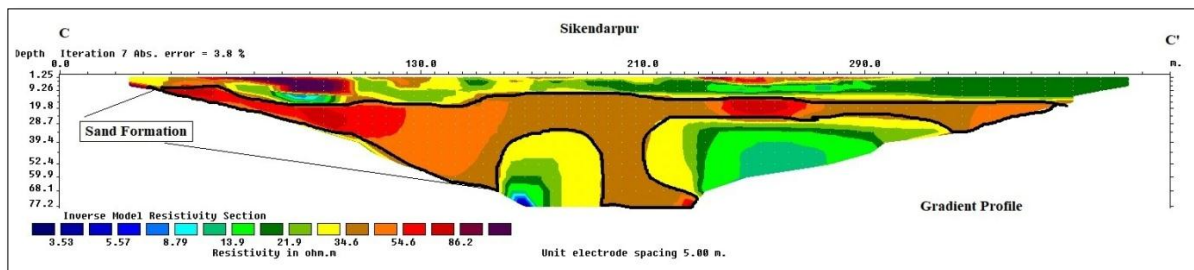 Sikendarpur
C
C'
Depth Iteration 7 Abs. error = 3.8 %
0.0 130.0 210.0 290.0 m.
1.25
9.26
19.8
28.7
39.4
52.4
59.9
68.1
77.2
Sand Formation
Inverse Model Resistivity Section
3.53 5.57 8.79 13.9 21.9 34.6 54.6 86.2
Resistivity in ohm.m
Unit electrode spacing 5.00 m.
Gradient Profile